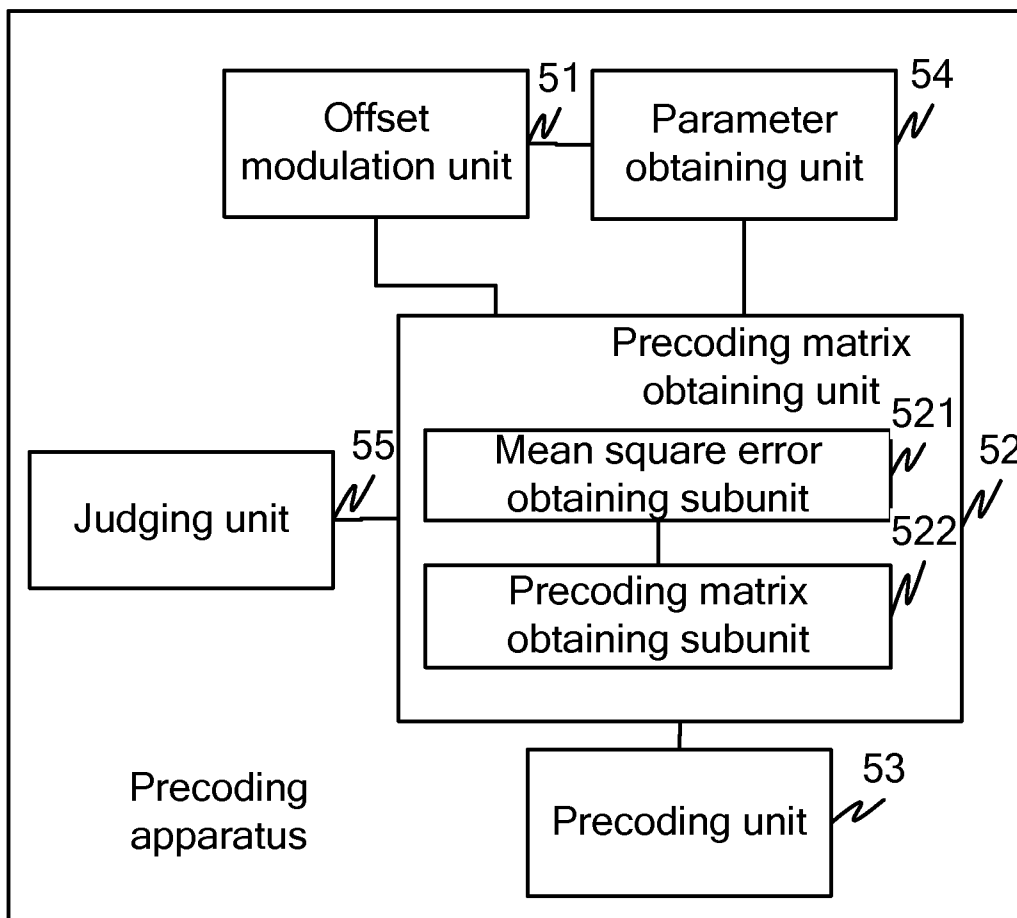 51
54
Offset
modulation unit
Parameter
obtaining unit
Precoding matrix
obtaining unit
521
52
Mean square error
obtaining subunit
55
Judging unit
522
Precoding matrix
obtaining subunit
53
Precoding unit
Precoding
apparatus